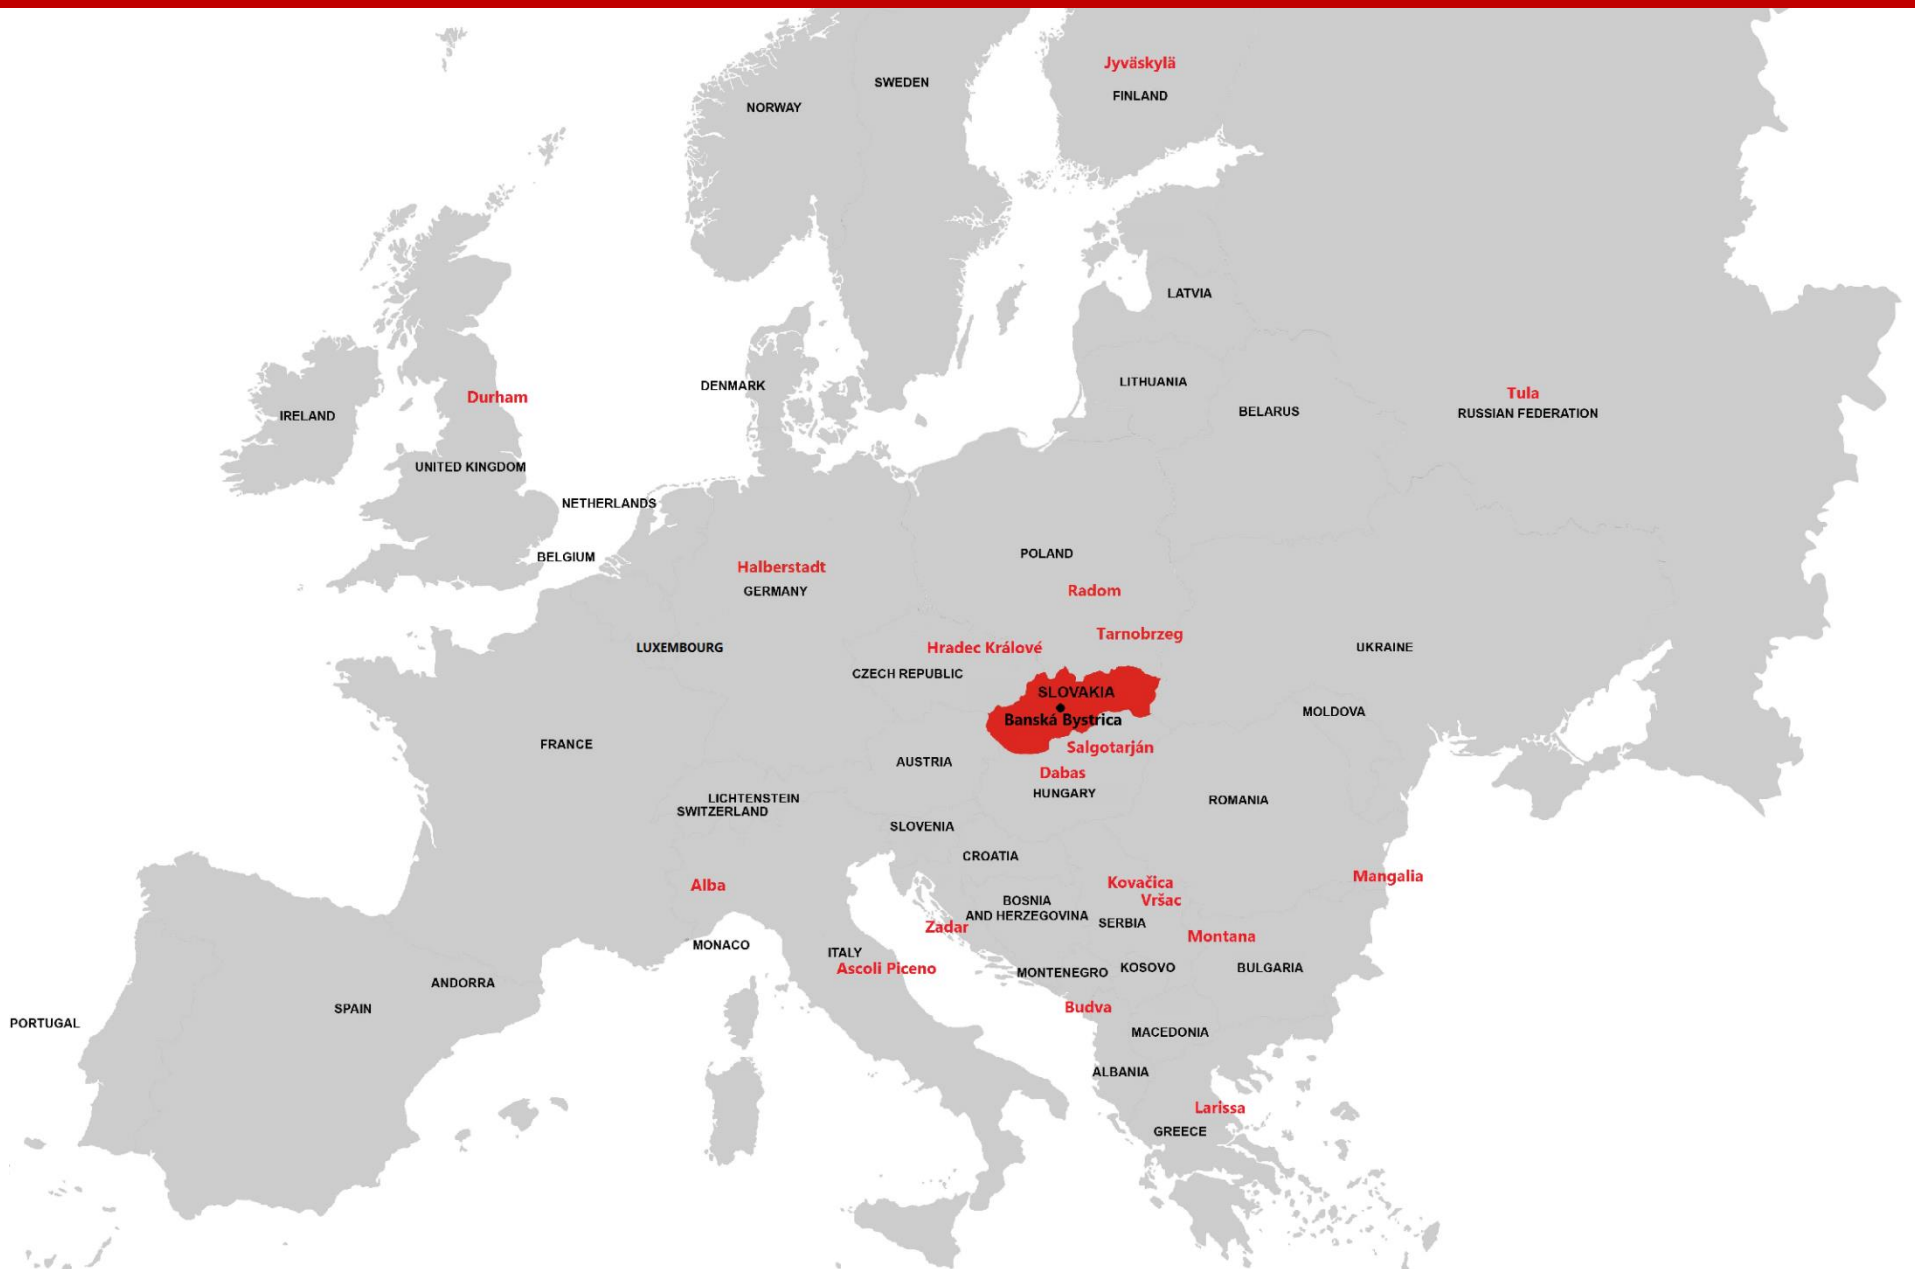 Jyväskylä
SWEDEN
FINLAND
NORWAY
LATVIA
LITHUANIA
DENMARK
Tula
Durham
BELARUS
RUSSIAN FEDERATION
IRELAND
UNITED KINGDOM
NETHERLANDS
POLAND
BELGIUM
Halberstadt
GERMANY
Radom
Tarnobrzeg
LUXEMBOURG
Hradec Králové
UKRAINE
CZECH REPUBLIC
SLOVAKIA
MOLDOVA
Banská Bystrica
FRANCE
Salgotarján
AUSTRIA
Dabas
HUNGARY
LICHTENSTEIN
ROMANIA
SWITZERLAND
SLOVENIA
CROATIA
Mangalia
Kovačica
Alba
BOSNIA
AND HERZEGOVINA
Vršac
SERBIA
Zadar
Montana
MONACO
ITALY
Ascoli Piceno
KOSOVO
BULGARIA
MONTENEGRO
ANDORRA
Budva
SPAIN
PORTUGAL
MACEDONIA
ALBANIA
Larissa
GREECE